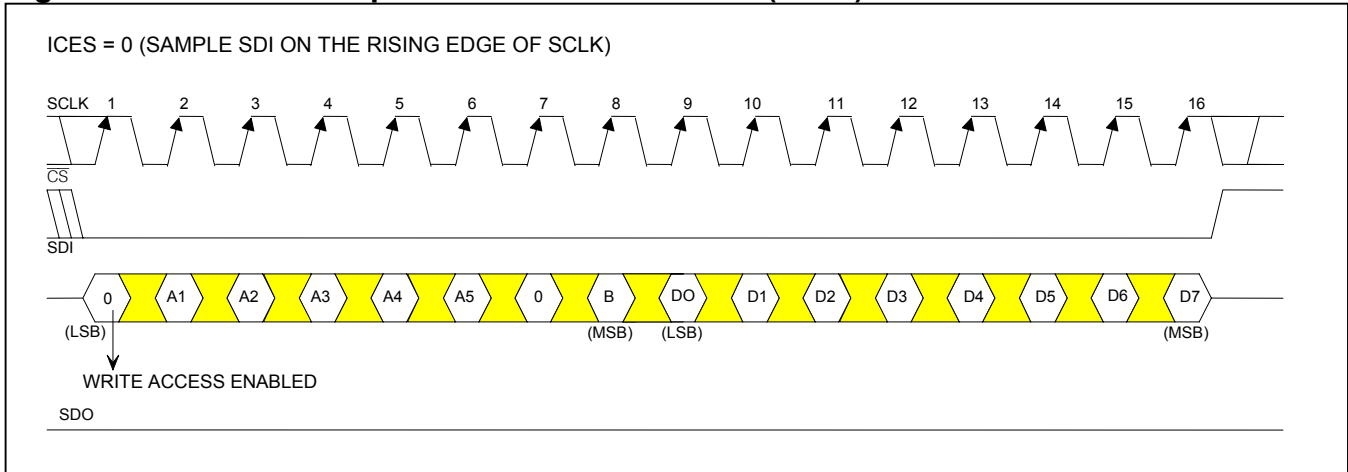 ICES = 0 (SAMPLE SDI ON THE RISING EDGE OF SCLK)
SCLK 1 2 3 4 5 6 7 8 9 10 11 12 13 14 15 16
CS
SDI
0 A1 A2 A3 A4 A5 0 B DO D1 D2 D3 D4 D5 D6 D7
(LSB) (MSB) (LSB) (MSB)
WRITE ACCESS ENABLED
SDO